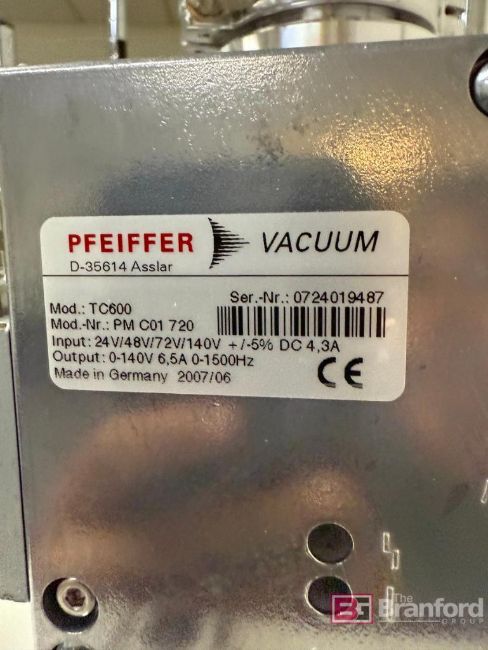 PFEIFFER VACUUM
D-35614 Asslar
Ser.-Nr.: 0724019487
Mod.: TC600
Mod.-Nr.: PM C01 720
Input: 24V/48V/72V/140V +/-5% DC 4,3A
Output: 0-140V 6,5A 0-1500Hz
Made in Germany 2007/06
CE
BG The Branford GROUP